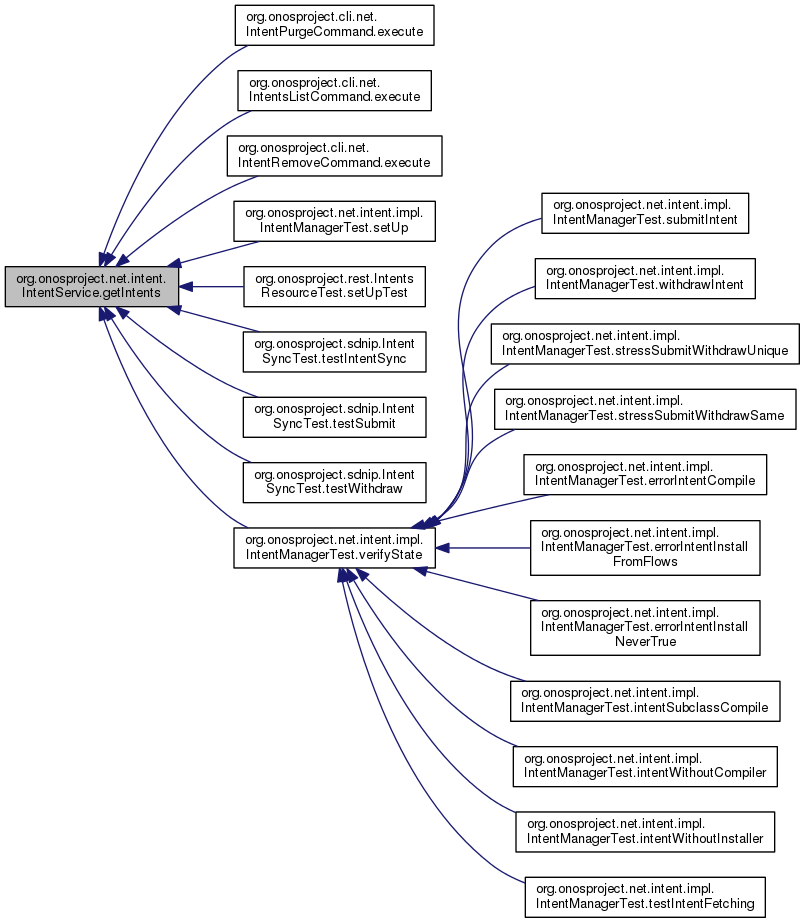 org.onosproject.cli.net.
IntentPurgeCommand.execute
org.onosproject.cli.net.
IntentsListCommand.execute
org.onosproject.cli.net.
IntentRemoveCommand.execute
org.onosproject.net.intent.impl.
IntentManagerTest.setUp
org.onosproject.net.intent.
IntentService.getIntents
org.onosproject.rest.Intents
ResourceTest.setUpTest
org.onosproject.sdnip.Intent
SyncTest.testIntentSync
org.onosproject.sdnip.Intent
SyncTest.testSubmit
org.onosproject.sdnip.Intent
SyncTest.testWithdraw
org.onosproject.net.intent.impl.
IntentManagerTest.verifyState
org.onosproject.net.intent.impl.
IntentManagerTest.submitIntent
org.onosproject.net.intent.impl.
IntentManagerTest.withdrawIntent
org.onosproject.net.intent.impl.
IntentManagerTest.stressSubmitWithdrawUnique
org.onosproject.net.intent.impl.
IntentManagerTest.stressSubmitWithdrawSame
org.onosproject.net.intent.impl.
IntentManagerTest.errorIntentCompile
org.onosproject.net.intent.impl.
IntentManagerTest.errorIntentInstall
FromFlows
org.onosproject.net.intent.impl.
IntentManagerTest.errorIntentInstall
NeverTrue
org.onosproject.net.intent.impl.
IntentManagerTest.intentSubclassCompile
org.onosproject.net.intent.impl.
IntentManagerTest.intentWithoutCompiler
org.onosproject.net.intent.impl.
IntentManagerTest.intentWithoutInstaller
org.onosproject.net.intent.impl.
IntentManagerTest.testIntentFetching